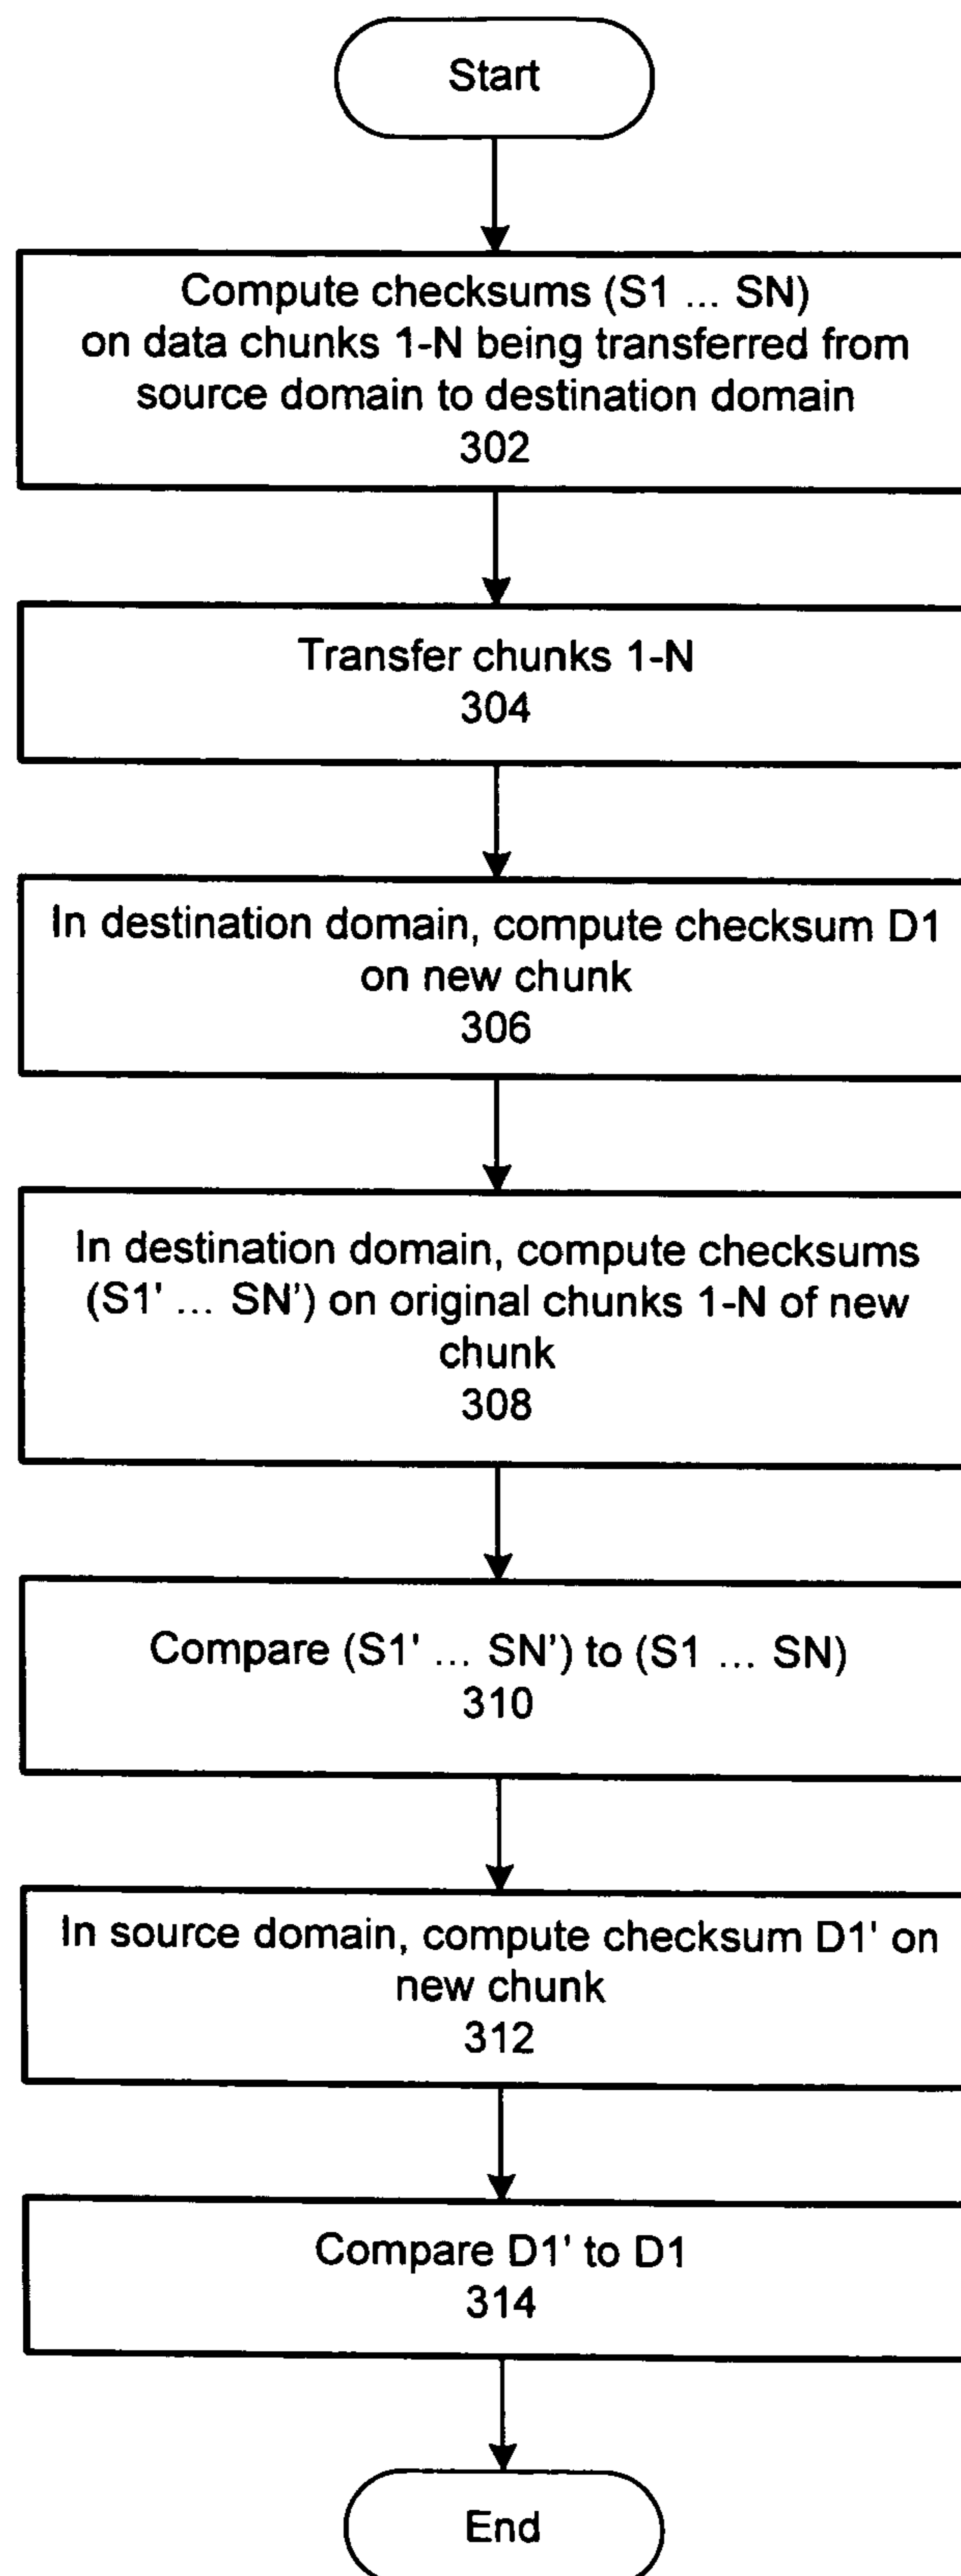 Start
Compute checksums (S1 ... SN)
on data chunks 1-N being transferred from
source domain to destination domain
302
Transfer chunks 1-N
304
In destination domain, compute checksum D1
on new chunk
306
In destination domain, compute checksums
(S1' ... SN') on original chunks 1-N of new
chunk
308
Compare (S1' ... SN') to (S1 ... SN)
310
In source domain, compute checksum D1' on
new chunk
312
Compare D1' to D1
314
End